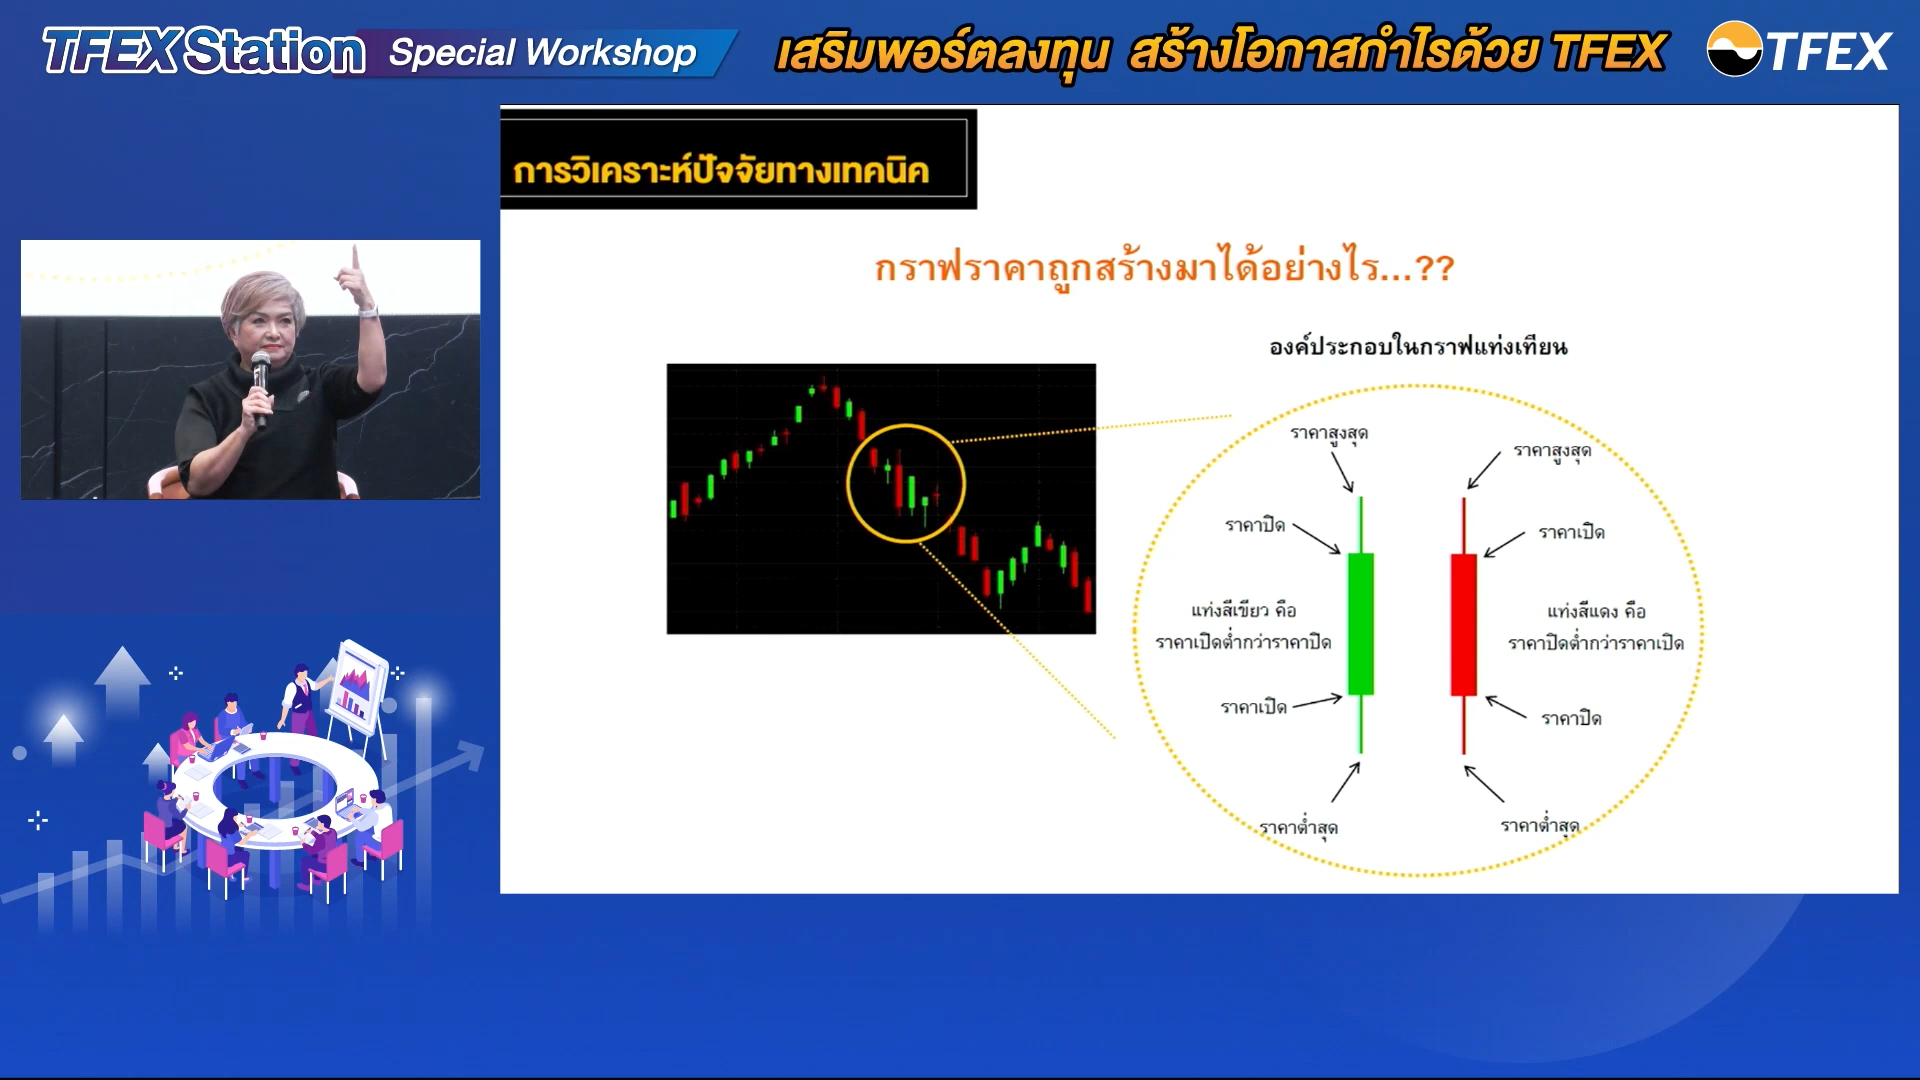 TFEX Station Special Workshop
เสริมพอร์ตลงทุน สร้างโอกาสกำไรด้วย TFEX
TFEX
การวิเคราะห์ปัจจัยทางเทคนิค
กราฟราคาถูกสร้างมาได้อย่างไร...??
องค์ประกอบในกราฟแท่งเทียน
ราคาสูงสุด
ราคาสูงสุด
ราคาปิด
ราคาเปิด
แท่งสีเขียว คือ
ราคาเปิดต่ำกว่าราคาปิด
แท่งสีแดง คือ
ราคาปิดต่ำกว่าราคาเปิด
ราคาเปิด
ราคาปิด
ราคาต่ำสุด
ราคาต่ำสุด